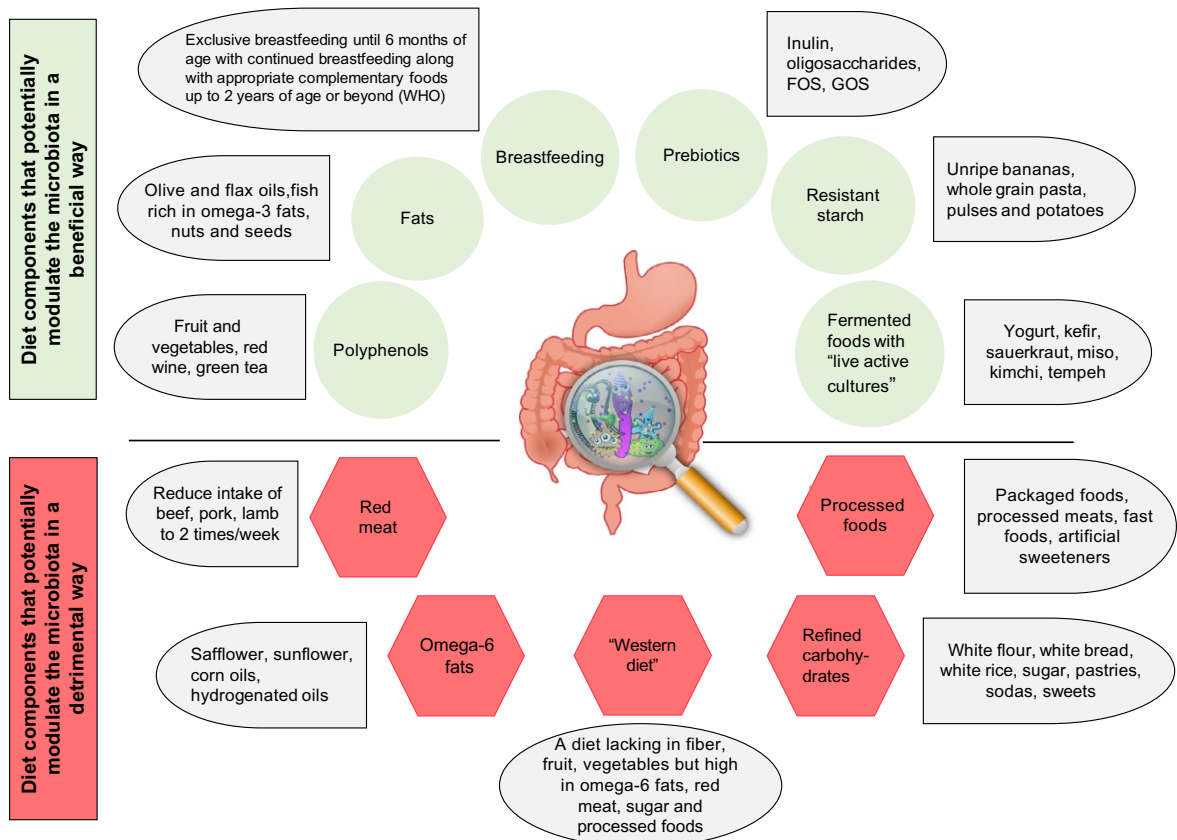 Diet components that potentially
modulate the microbiota in a
beneficial way
Exclusive breastfeeding until 6 months of
age with continued breastfeeding along
with appropriate complementary foods
up to 2 years of age or beyond (WHO)
Breastfeeding
Prebiotics
Inulin,
oligosaccharides,
FOS, GOS
Olive and flax oils,fish
rich in omega-3 fats,
nuts and seeds
Fats
Resistant
starch
Unripe bananas,
whole grain pasta,
pulses and potatoes
Fruit and
vegetables, red
wine, green tea
Polyphenols
Fermented
foods with
“live active
cultures”
Yogurt, kefir,
sauerkraut, miso,
kimchi, tempeh
Diet components that potentially
modulate the microbiota in a
detrimental way
Reduce intake of
beef, pork, lamb
to 2 times/week
Red
meat
Processed
foods
Packaged foods,
processed meats, fast
foods, artificial
sweeteners
Safflower, sunflower,
corn oils,
hydrogenated oils
Omega-6
fats
“Western
diet”
Refined
carbohy-
drates
White flour, white bread,
white rice, sugar, pastries,
sodas, sweets
A diet lacking in fiber,
fruit, vegetables but high
in omega-6 fats, red
meat, sugar and
processed foods